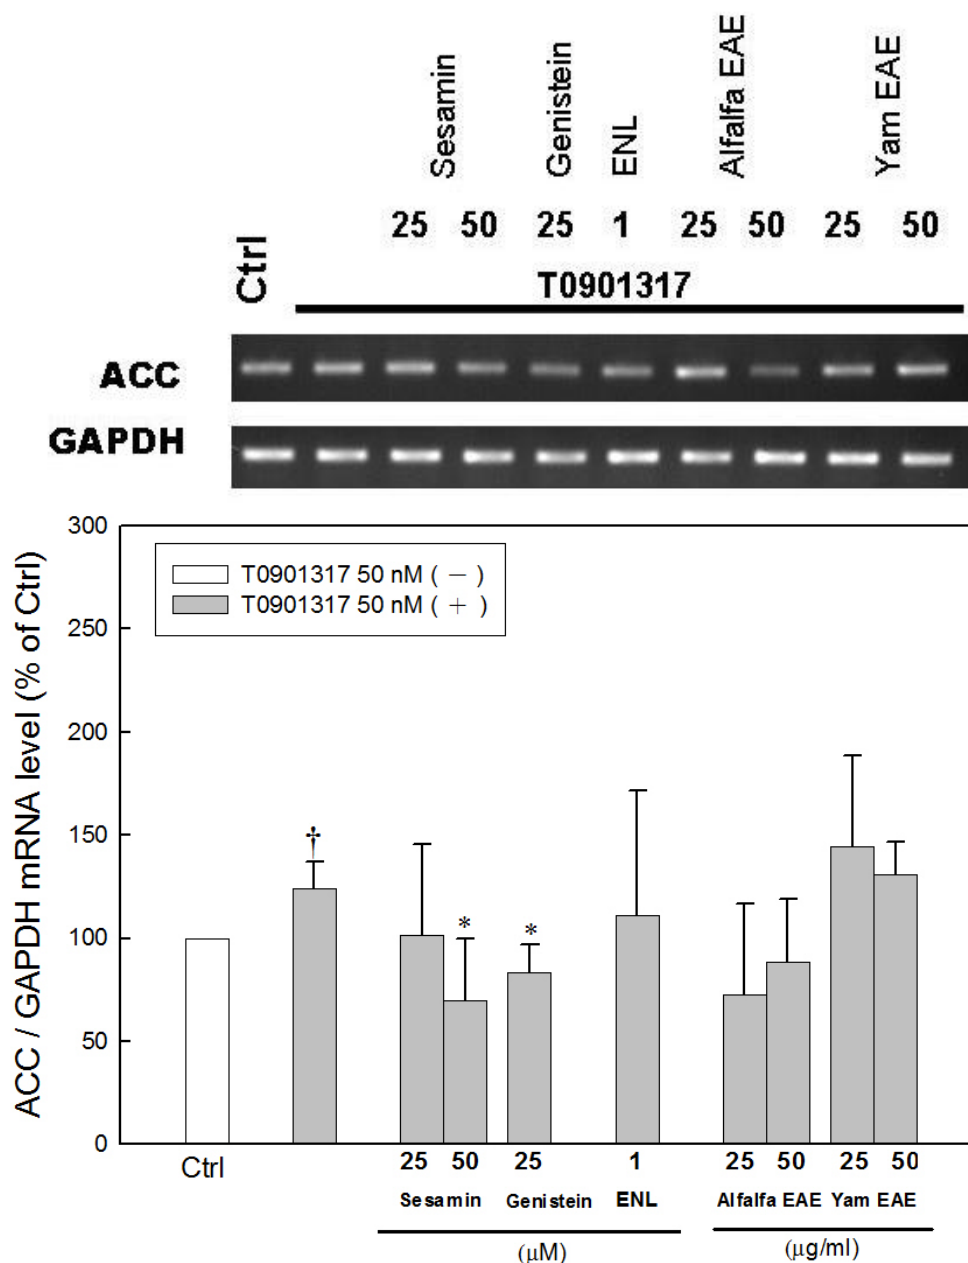 Sesamin Genistein ENL Alfalfa EAE Yam EAE
25 50 25 1 25 50 25 50
Ctrl
T0901317
ACC
GAPDH
ACC / GAPDH mRNA level (% of Ctrl)
300
250
200
150
100
50
0
T0901317 50 nM ( − )
T0901317 50 nM ( + )
†
* *
Ctrl 25 50 25 1 25 50 25 50
Sesamin Genistein ENL Alfalfa EAE Yam EAE
(μM) (μg/ml)